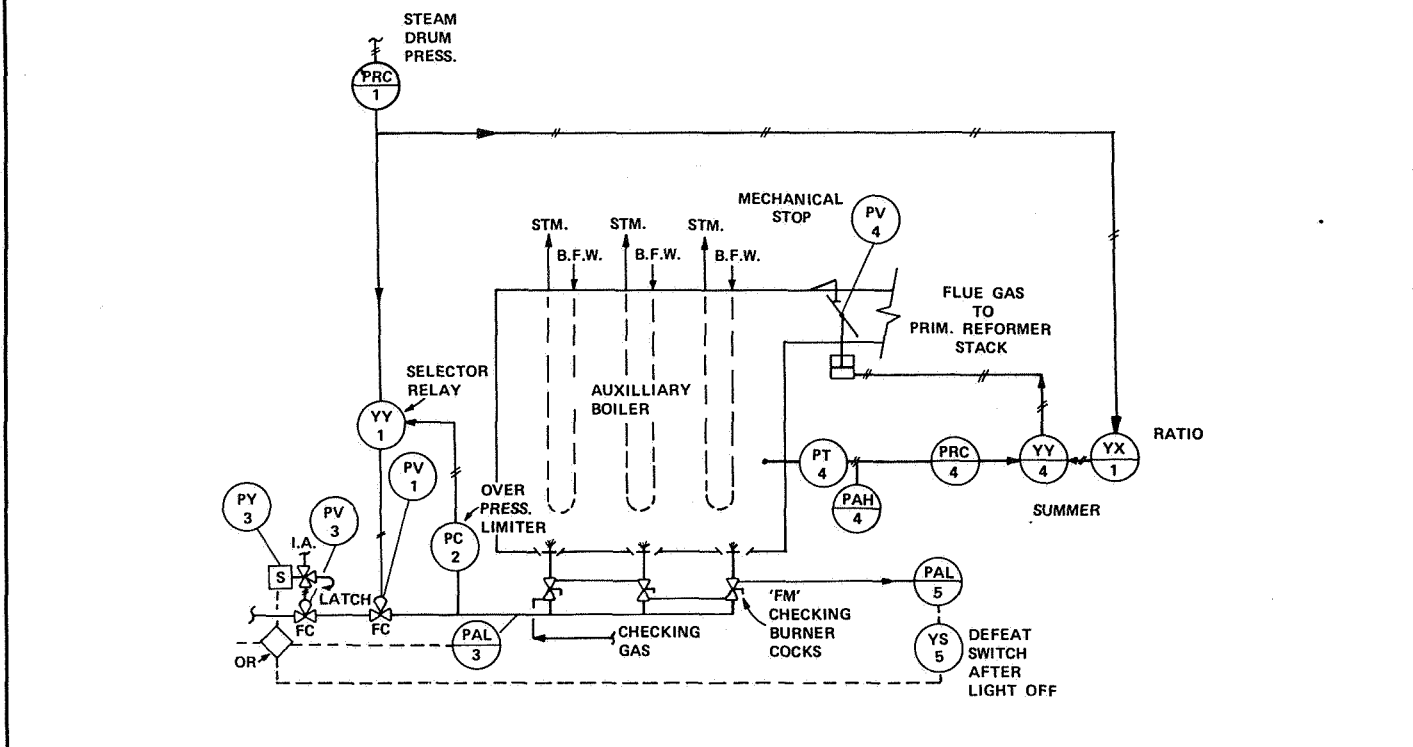 STEAM
DRUM
PRESS.
PRC
1
MECHANICAL
STOP
PV
4
STM.
STM.
STM.
B.F.W.
B.F.W.
B.F.W.
FLUE GAS
TO
PRIM. REFORMER
STACK
SELECTOR
RELAY
AUXILLIARY
BOILER
YY
1
PV
1
PT
4
PRC
4
YY
4
YX
1
RATIO
PAH
4
SUMMER
OVER
PRESS.
LIMITER
PY
3
PV
3
PC
2
I.A.
S
LATCH
FC
FC
'FM'
CHECKING
BURNER
COCKS
PAL
5
OR
PAL
3
CHECKING
GAS
YS
5
DEFEAT
SWITCH
AFTER
LIGHT OFF